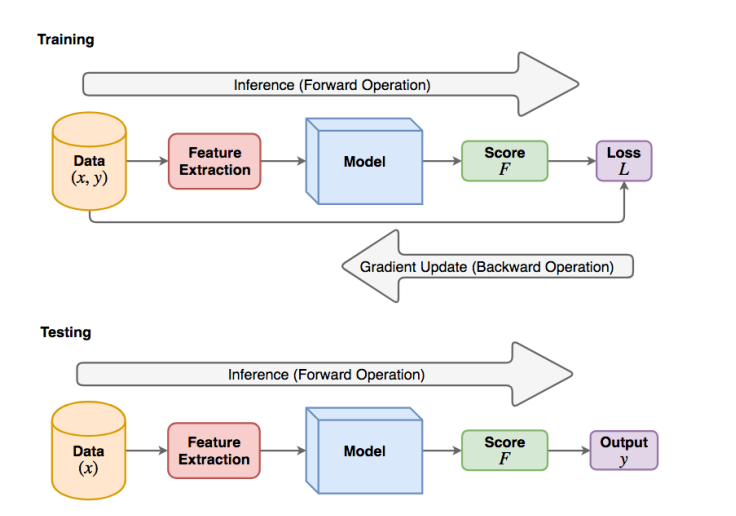 Training
Inference (Forward Operation)
Data
(x, y)
Feature
Extraction
Model
Score
F
Loss
L
Gradient Update (Backward Operation)
Testing
Inference (Forward Operation)
Data
(x)
Feature
Extraction
Model
Score
F
Output
y